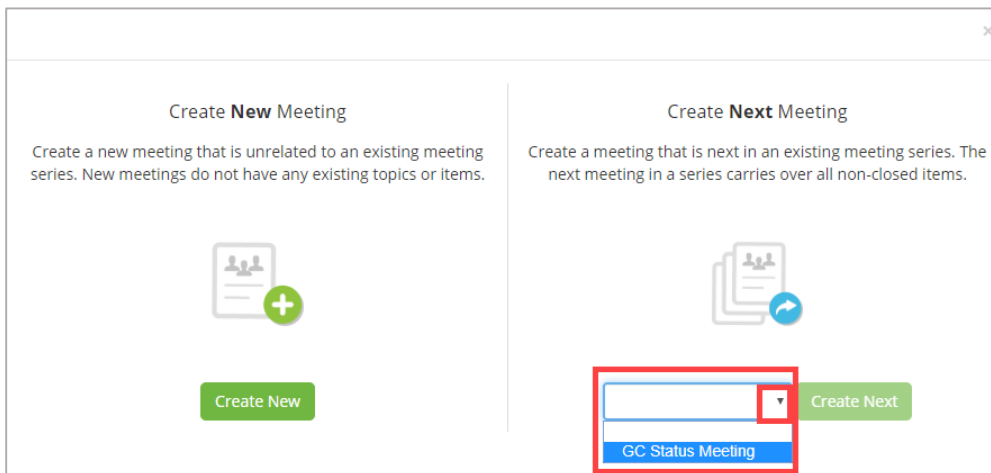 Create New Meeting
Create a new meeting that is unrelated to an existing meeting
series. New meetings do not have any existing topics or items.
Create New
Create Next Meeting
Create a meeting that is next in an existing meeting series. The
next meeting in a series carries over all non-closed items.
Create Next
GC Status Meeting